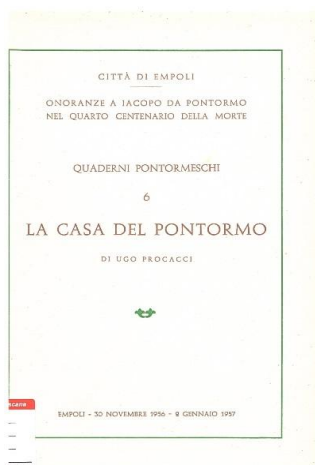 CITTÀ DI EMPOLI
ONORANZE A IACOPO DA PONTORMO
NEL QUARTO CENTENARIO DELLA MORTE
QUADERNI PONTORMESCHI
6
LA CASA DEL PONTORMO
DI UGO PROCACCI
EMPOLI - 30 NOVEMBRE 1956 - 2 GENNAIO 1957